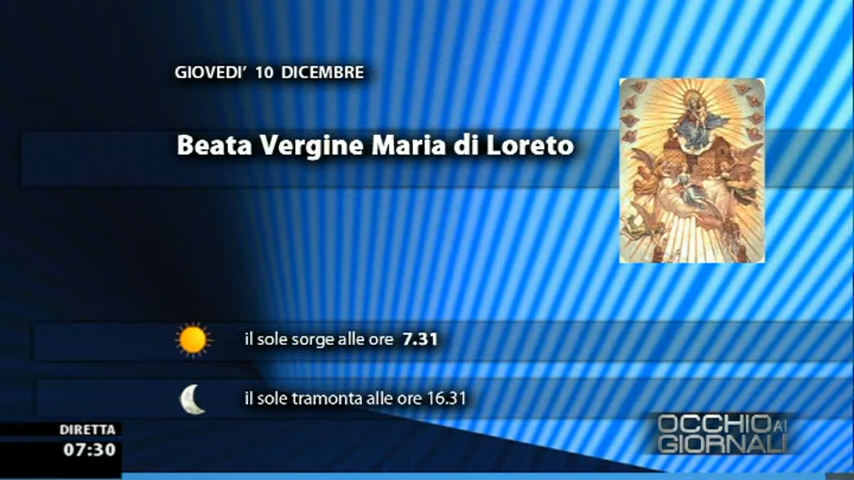 GIOVEDI' 10 DICEMBRE
Beata Vergine Maria di Loreto
il sole sorge alle ore 7.31
il sole tramonta alle ore 16.31
DIRETTA
07:30
OCCHIO AI
GIORNALI